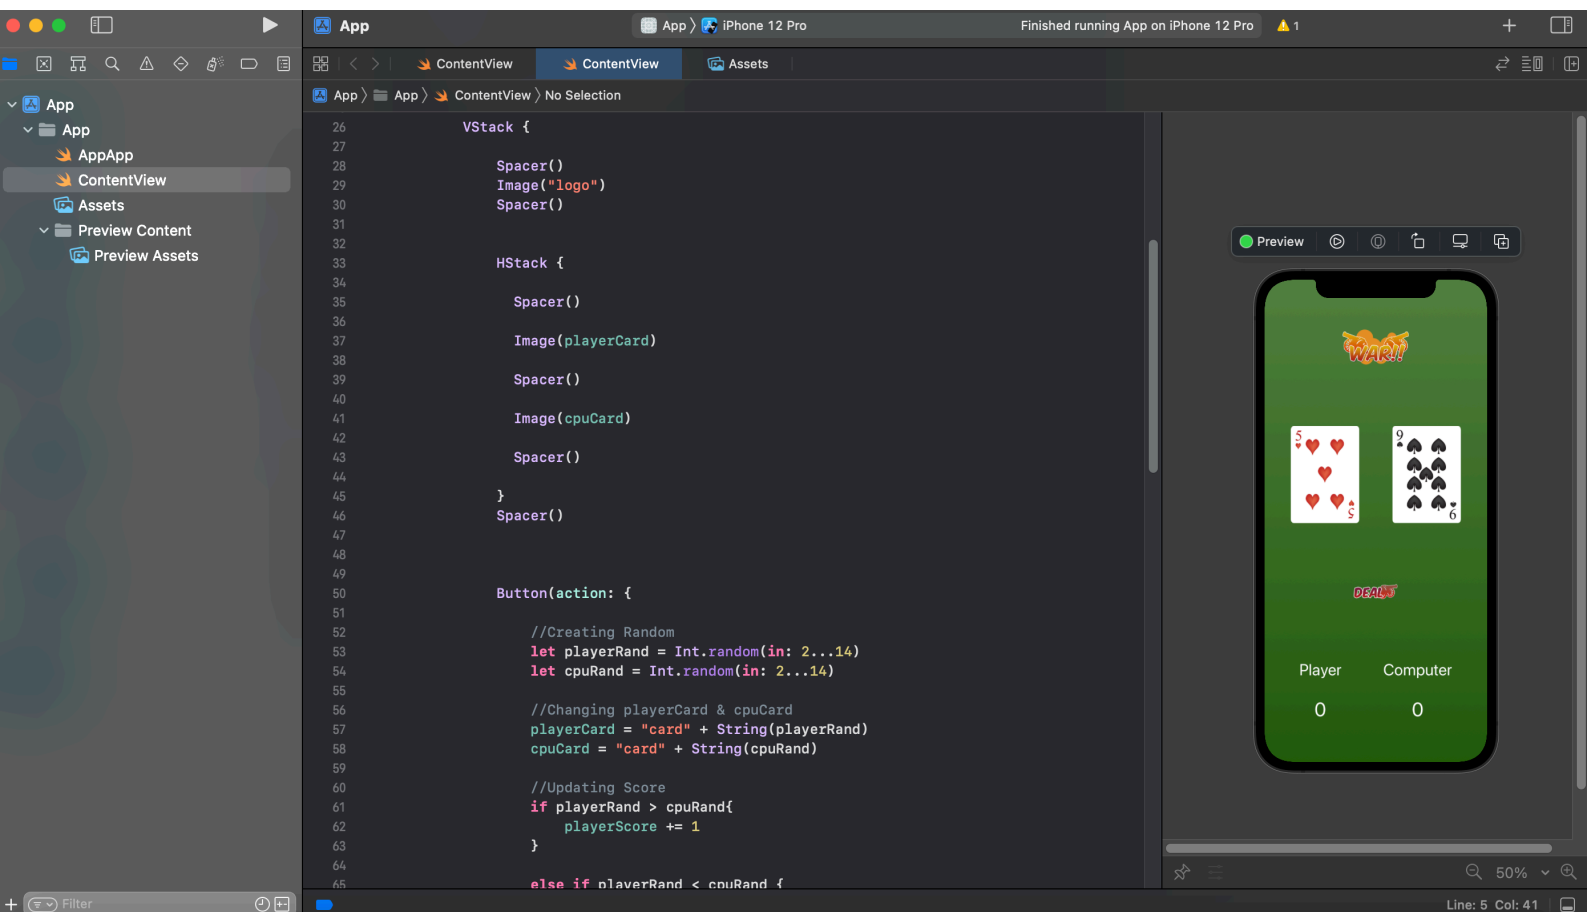 App
App 〉 iPhone 12 Pro
Finished running App on iPhone 12 Pro
1
ContentView
ContentView
Assets
App 〉 App 〉 ContentView 〉 No Selection
App
App
AppApp
ContentView
Assets
Preview Content
Preview Assets
26 VStack {
27
28 Spacer()
29 Image("logo")
30 Spacer()
31
32
33 HStack {
34
35 Spacer()
36
37 Image(playerCard)
38
39 Spacer()
40
41 Image(cpuCard)
42
43 Spacer()
44
45 }
46 Spacer()
47
48
49
50 Button(action: {
51
52 //Creating Random
53 let playerRand = Int.random(in: 2...14)
54 let cpuRand = Int.random(in: 2...14)
55
56 //Changing playerCard & cpuCard
57 playerCard = "card" + String(playerRand)
58 cpuCard = "card" + String(cpuRand)
59
60 //Updating Score
61 if playerRand > cpuRand{
62 playerScore += 1
63 }
64
65 else if playerRand < cpuRand {
Preview
WAR!!
5
5
9
9
DEAL
Player Computer
0 0
50%
Filter
Line: 5 Col: 41